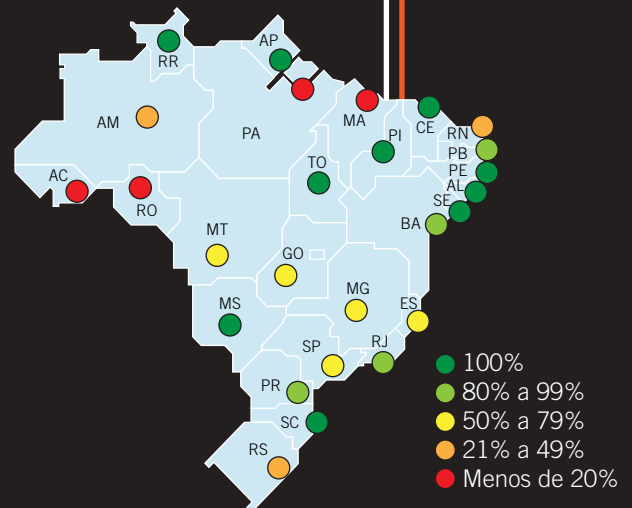 AP
RR
AM
PA
MA
PI
CE
RN
PB
PE
AL
SE
TO
AC
RO
BA
MT
GO
MG
ES
MS
SP
RJ
PR
SC
RS
100%
80% a 99%
50% a 79%
21% a 49%
Menos de 20%